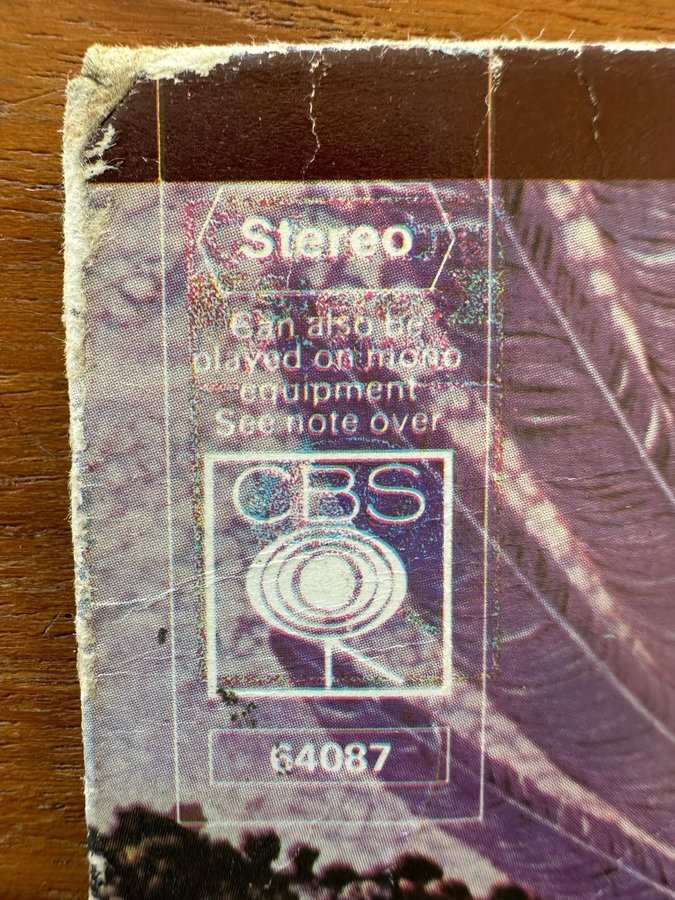 Stereo
Can also be
played on mono
equipment
See note over
CBS
64087